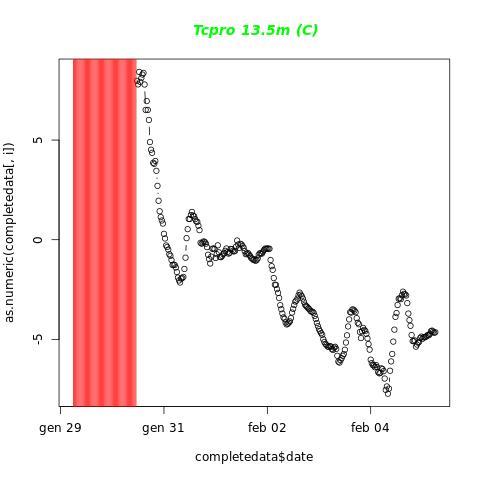 Tcpro 13.5m (C)
as.numeric(completedata[, i])
5
0
-5
gen 29 gen 31 feb 02 feb 04
completedata$date